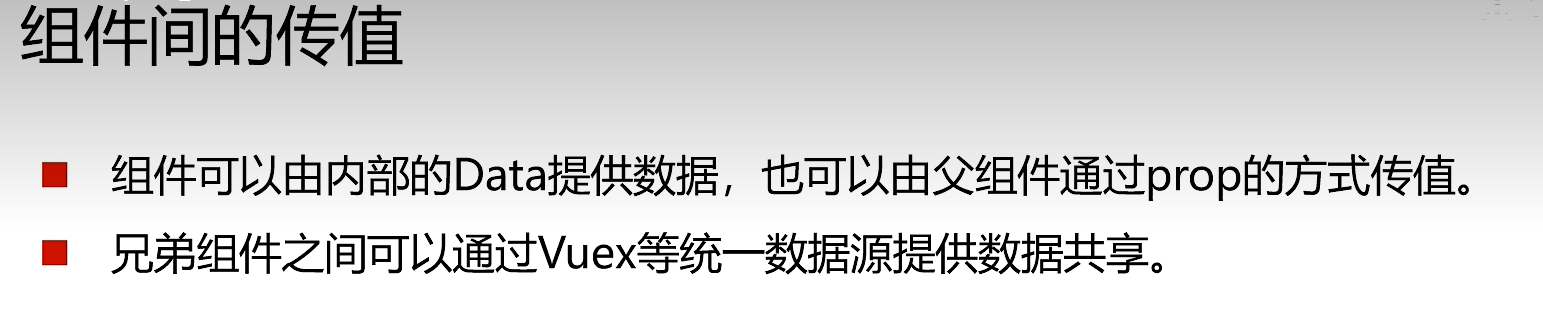 组件间的传值
组件可以由内部的Data提供数据，也可以由父组件通过prop的方式传值。
兄弟组件之间可以通过Vuex等统一数据源提供数据共享。